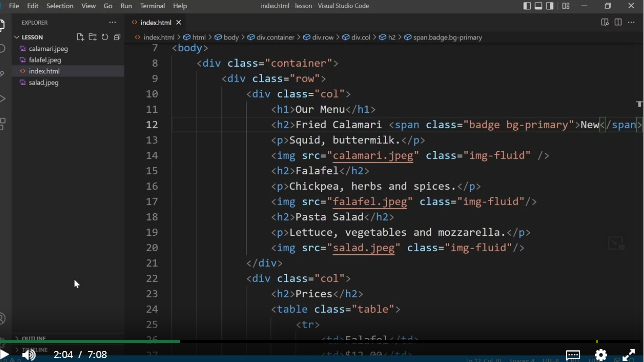 File Edit Selection View Go Run Terminal Help index.html - lesson - Visual Studio Code
EXPLORER ...
LESSON
calamari.jpeg
falafel.jpeg
<> index.html
salad.jpeg
OUTLINE
TIMELINE
<> index.html ×
<> index.html > html > body > div.container > div.row > div.col > h2 > span.badge.bg-primary
7 <body>
8 <div class="container">
9 <div class="row">
10 <div class="col">
11 <h1>Our Menu</h1>
12 <h2>Fried Calamari <span class="badge bg-primary">New</span>
13 <p>Squid, buttermilk.</p>
14 <img src="calamari.jpeg" class="img-fluid" />
15 <h2>Falafel</h2>
16 <p>Chickpea, herbs and spices.</p>
17 <img src="falafel.jpeg" class="img-fluid"/>
18 <h2>Pasta Salad</h2>
19 <p>Lettuce, vegetables and mozzarella.</p>
20 <img src="salad.jpeg" class="img-fluid"/>
21 </div>
22 <div class="col">
23 <h2>Prices</h2>
24 <table class="table">
25 <tr>
26 <td>Falafel</td>
27
2:04 / 7:08